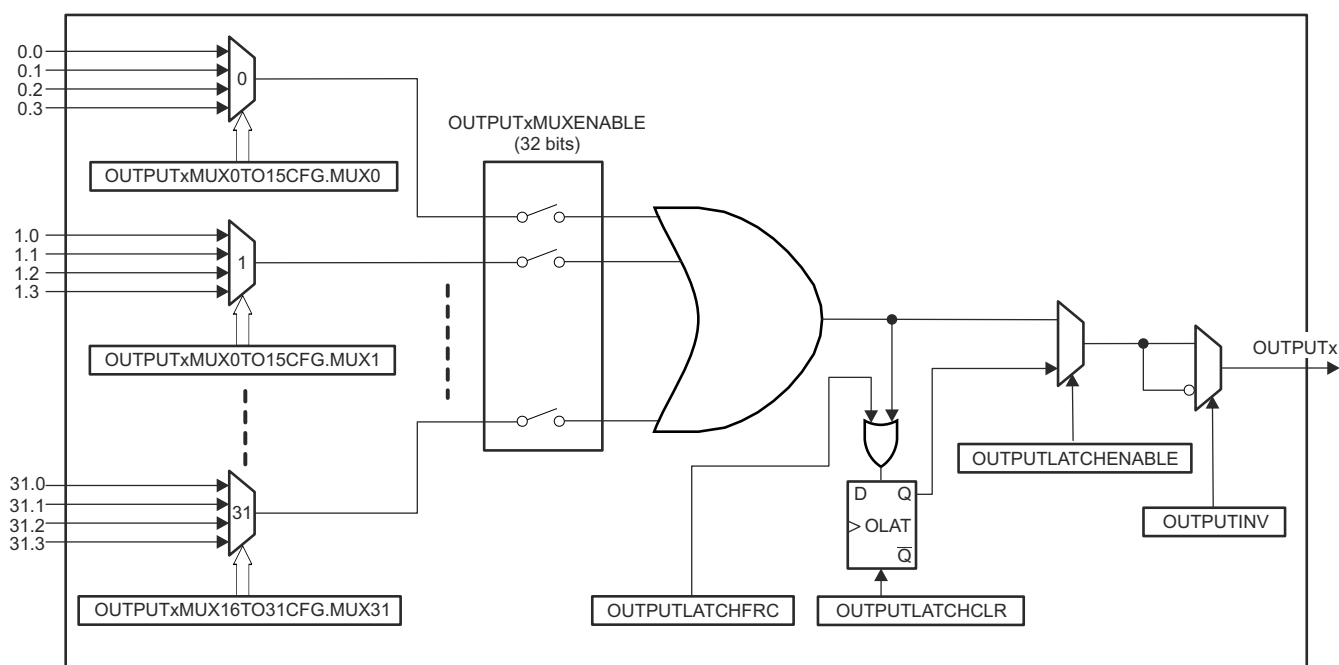 0.0
0.1
0.2
0.3
0
OUTPUTxMUX0TO15CFG.MUX0
OUTPUTxMUXENABLE
(32 bits)
1.0
1.1
1.2
1.3
1
OUTPUTxMUX0TO15CFG.MUX1
31.0
31.1
31.2
31.3
31
OUTPUTxMUX16TO31CFG.MUX31
OUTPUTx
OUTPUTLATCHENABLE
OUTPUTINV
D Q
OLAT
Q̅
OUTPUTLATCHFRC
OUTPUTLATCHCLR